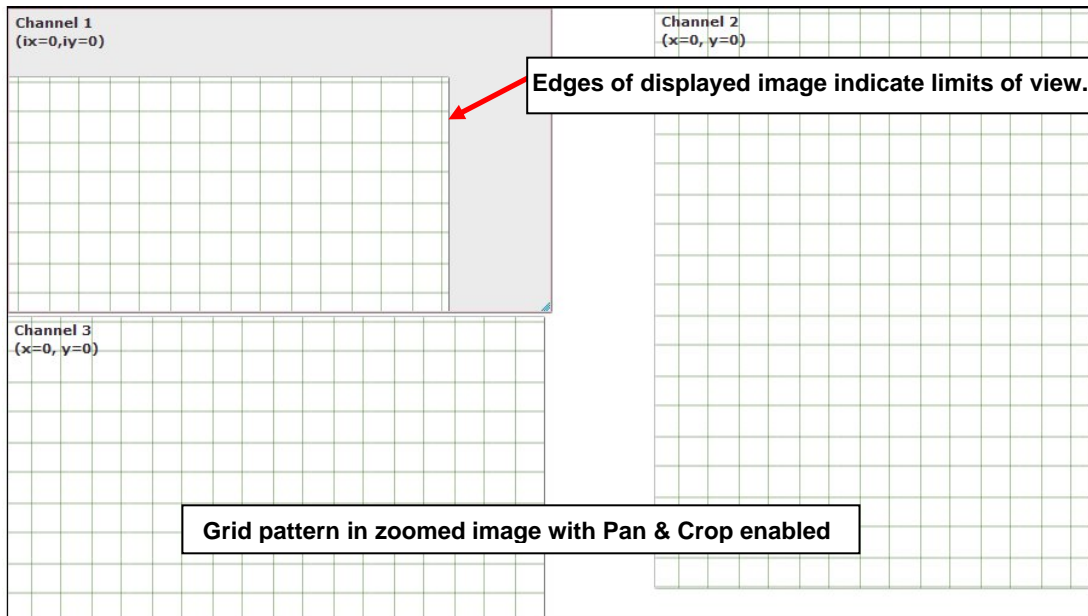 Channel 1
(ix=0,iy=0)
Channel 2
(x=0, y=0)
Edges of displayed image indicate limits of view.
Channel 3
(x=0, y=0)
Grid pattern in zoomed image with Pan & Crop enabled